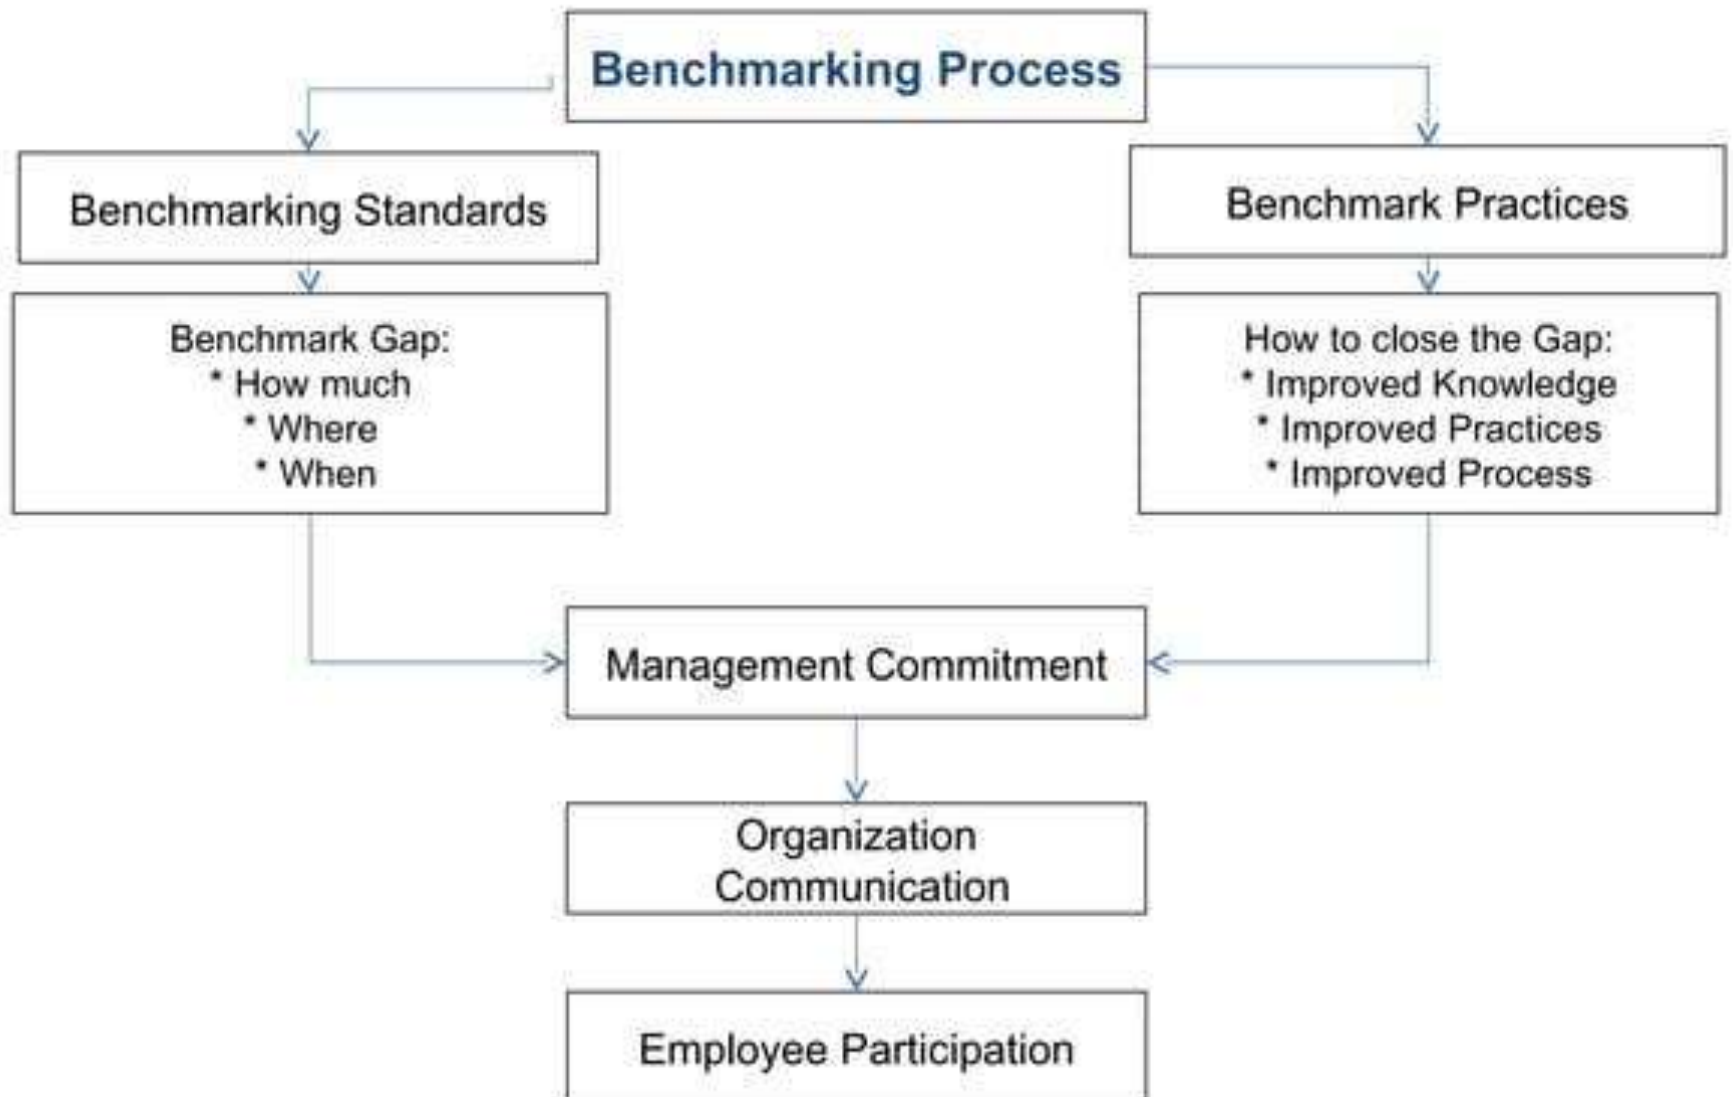 Benchmarking Process
Benchmarking Standards
Benchmark Practices
Benchmark Gap:
* How much
* Where
* When
How to close the Gap:
* Improved Knowledge
* Improved Practices
* Improved Process
Management Commitment
Organization
Communication
Employee Participation